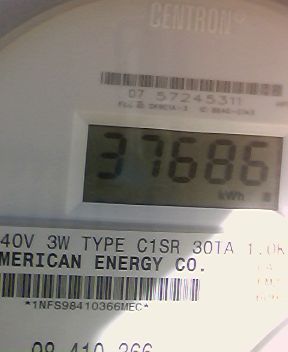 CENTRON®
07 57245311
37686
kWh
40V 3W TYPE C1SR 30TA 1.0K
MERICAN ENERGY CO.
*1NFS98410366MEC*
98 410 366